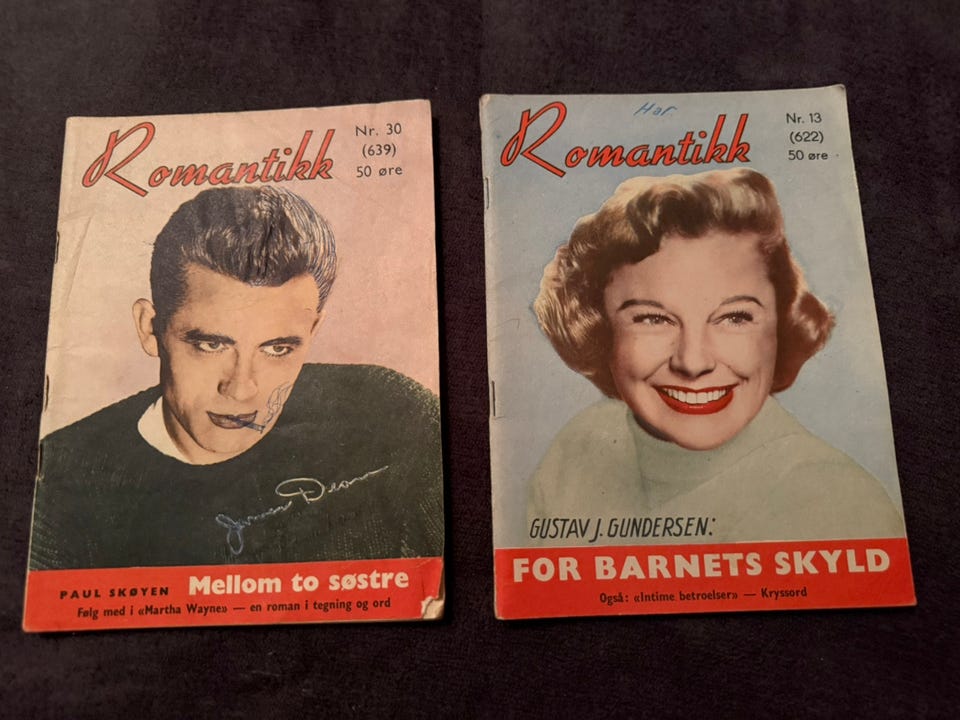 Romantikk
Nr. 30
(639)
50 øre
James Dean
PAUL SKØYEN Mellom to søstre
Følg med i «Martha Wayne» — en roman i tegning og ord
Har
Romantikk
Nr. 13
(622)
50 øre
GUSTAV J. GUNDERSEN:
FOR BARNETS SKYLD
Også: «Intime betroelser» — Kryssord